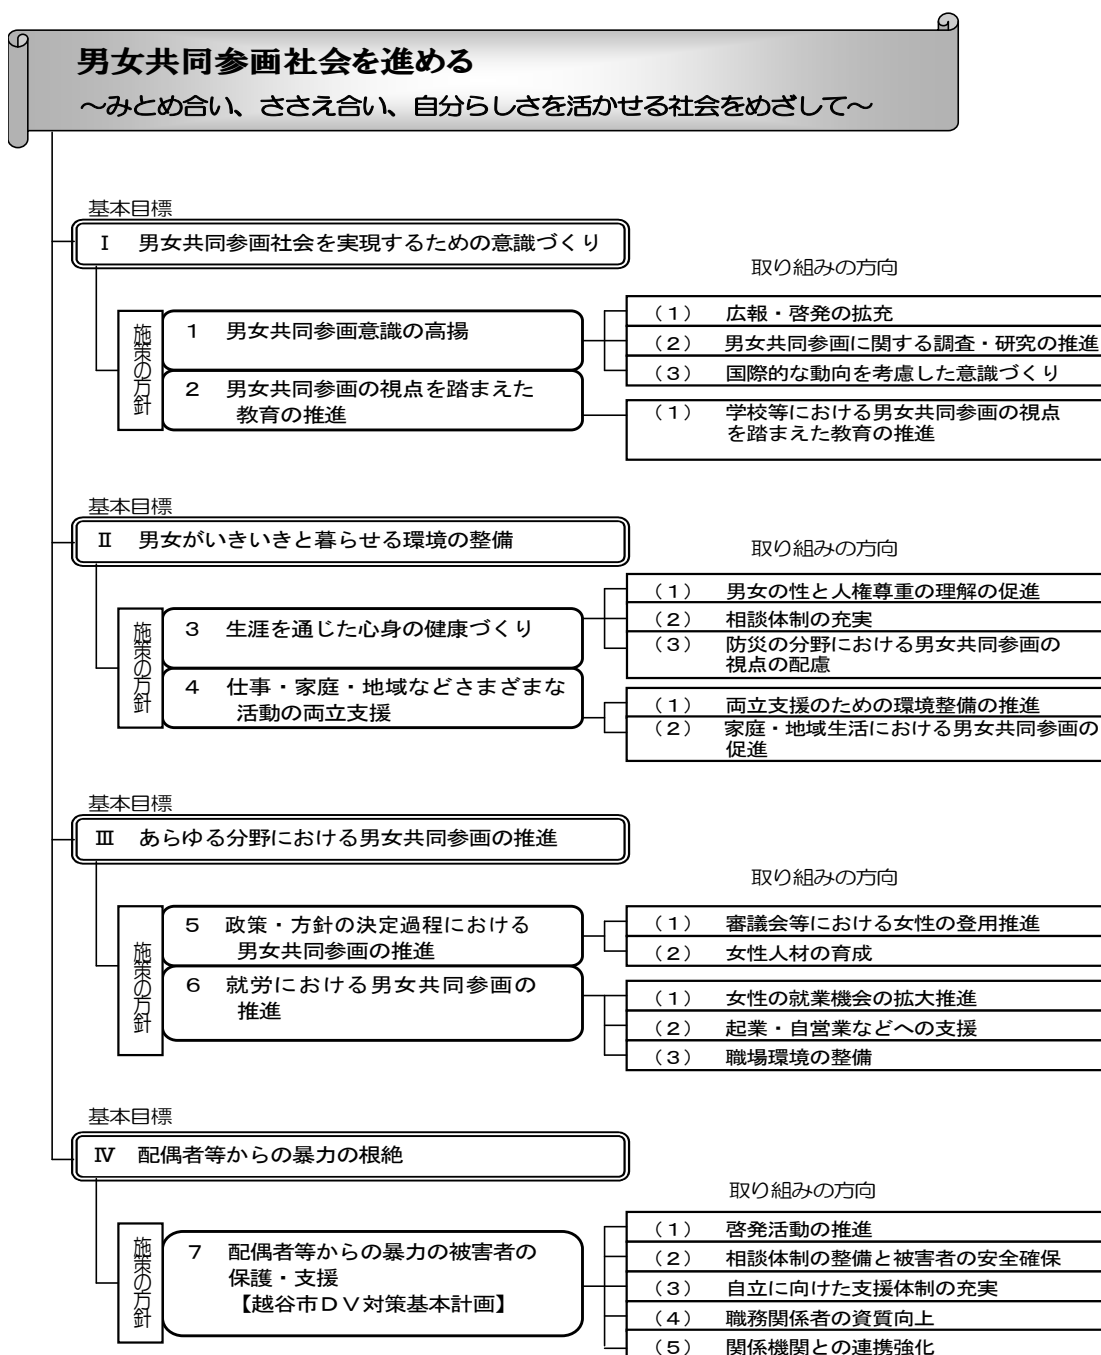 男女共同参画社会を進める
～みとめ合い、ささえ合い、自分らしさを活かせる社会をめざして～
基本目標
Ⅰ 男女共同参画社会を実現するための意識づくり
取り組みの方向
施策の方針
1 男女共同参画意識の高揚
（1） 広報・啓発の拡充
（2） 男女共同参画に関する調査・研究の推進
（3） 国際的な動向を考慮した意識づくり
2 男女共同参画の視点を踏まえた
教育の推進
（1） 学校等における男女共同参画の視点
を踏まえた教育の推進
基本目標
Ⅱ 男女がいきいきと暮らせる環境の整備
取り組みの方向
施策の方針
3 生涯を通じた心身の健康づくり
（1） 男女の性と人権尊重の理解の促進
（2） 相談体制の充実
（3） 防災の分野における男女共同参画の
視点の配慮
4 仕事・家庭・地域などさまざまな
活動の両立支援
（1） 両立支援のための環境整備の推進
（2） 家庭・地域生活における男女共同参画の
促進
基本目標
Ⅲ あらゆる分野における男女共同参画の推進
取り組みの方向
施策の方針
5 政策・方針の決定過程における
男女共同参画の推進
（1） 審議会等における女性の登用推進
（2） 女性人材の育成
6 就労における男女共同参画の
推進
（1） 女性の就業機会の拡大推進
（2） 起業・自営業などへの支援
（3） 職場環境の整備
基本目標
Ⅳ 配偶者等からの暴力の根絶
取り組みの方向
施策の方針
7 配偶者等からの暴力の被害者の
保護・支援
【越谷市ＤＶ対策基本計画】
（1） 啓発活動の推進
（2） 相談体制の整備と被害者の安全確保
（3） 自立に向けた支援体制の充実
（4） 職務関係者の資質向上
（5） 関係機関との連携強化